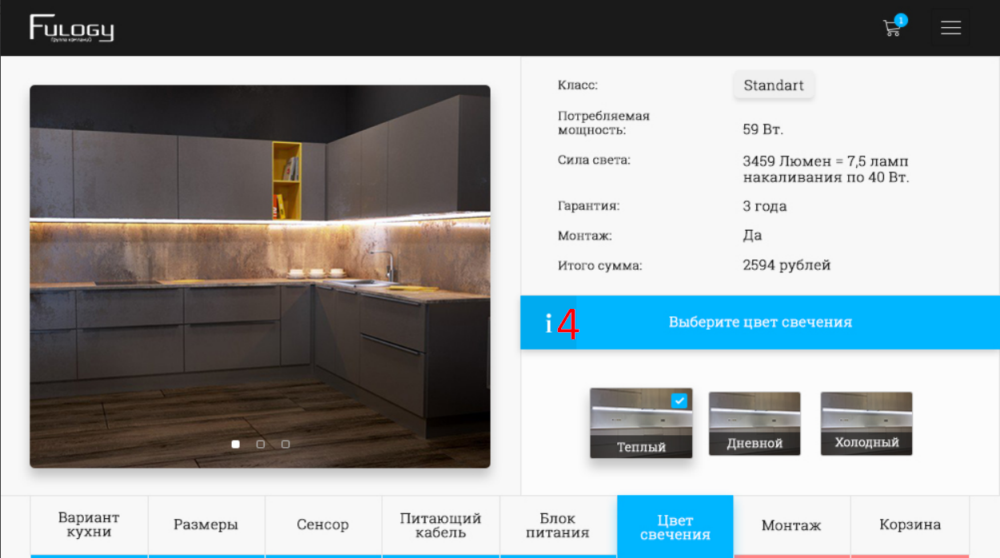 FULOGY
группа компаний
1
Класс:
Standart
Потребляемая
мощность:
59 Вт.
Сила света:
3459 Люмен = 7,5 ламп
накаливания по 40 Вт.
Гарантия:
3 года
Монтаж:
Да
Итого сумма:
2594 рублей
i 4
Выберите цвет свечения
Теплый
Дневной
Холодный
Вариант
кухни
Размеры
Сенсор
Питающий
кабель
Блок
питания
Цвет
свечения
Монтаж
Корзина